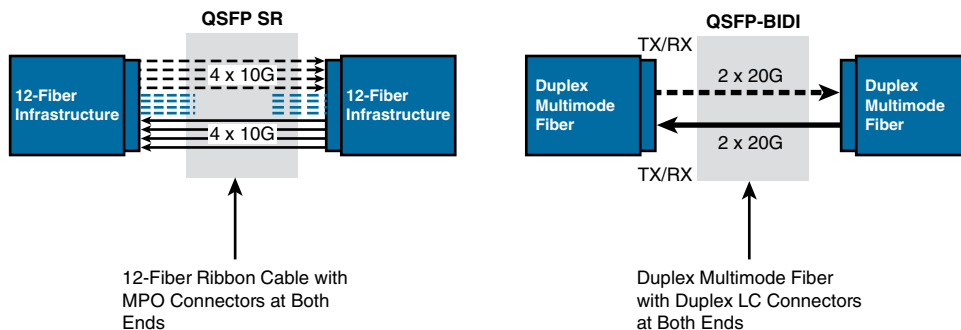 QSFP SR
12-Fiber
Infrastructure
4 x 10G
4 x 10G
12-Fiber
Infrastructure
12-Fiber Ribbon Cable with
MPO Connectors at Both
Ends
QSFP-BIDI
TX/RX
Duplex
Multimode
Fiber
2 x 20G
2 x 20G
Duplex
Multimode
Fiber
TX/RX
Duplex Multimode Fiber
with Duplex LC Connectors
at Both Ends